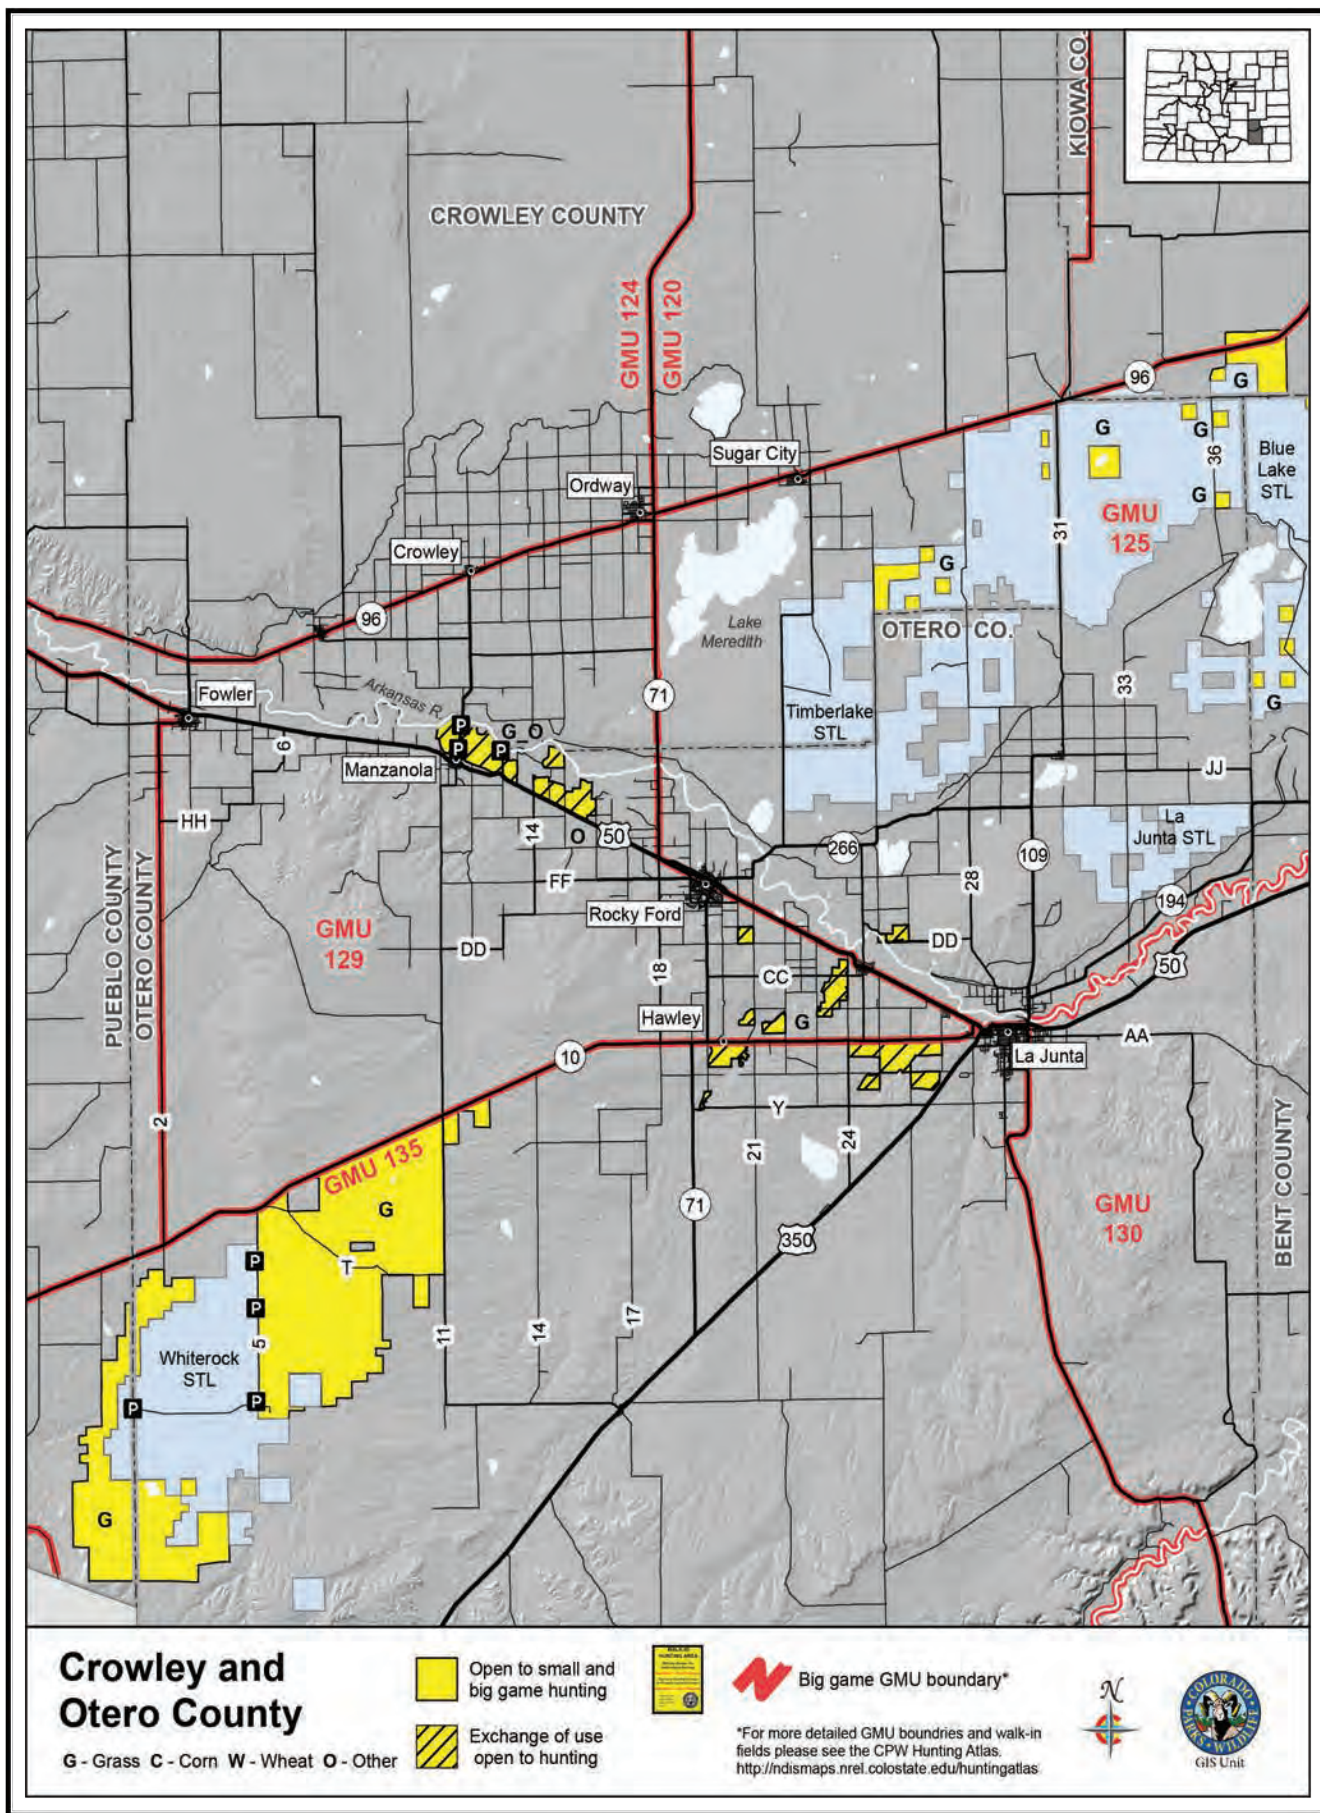 KIOWA CO.
CROWLEY COUNTY
GMU 124
GMU 120
96
G
Sugar City
G
G
36
Blue
Lake
STL
Ordway
G
GMU
125
31
Crowley
G
96
Lake
Meredith
OTERO CO.
33
Arkansas R
Fowler
71
Timberlake
STL
G
6
G_O
P
P
P
Manzanola
JJ
HH
14
O
50
La
Junta STL
266
109
FF
28
194
Rocky Ford
PUEBLO COUNTY
OTERO COUNTY
GMU
129
DD
DD
18
CC
50
Hawley
G
AA
10
La Junta
Y
2
21
24
BENT COUNTY
GMU 135
G
71
GMU
130
350
P
T
P
11
14
17
5
Whiterock
STL
P
P
G
Crowley and
Otero County
G - Grass C - Corn W - Wheat O - Other
Open to small and
big game hunting
Exchange of use
open to hunting
HUNTING AREA
Big game GMU boundary*
*For more detailed GMU boundries and walk-in
fields please see the CPW Hunting Atlas.
http://ndismaps.nrel.colostate.edu/huntingatlas
N
COLORADO
PARKS & WILDLIFE
GIS Unit